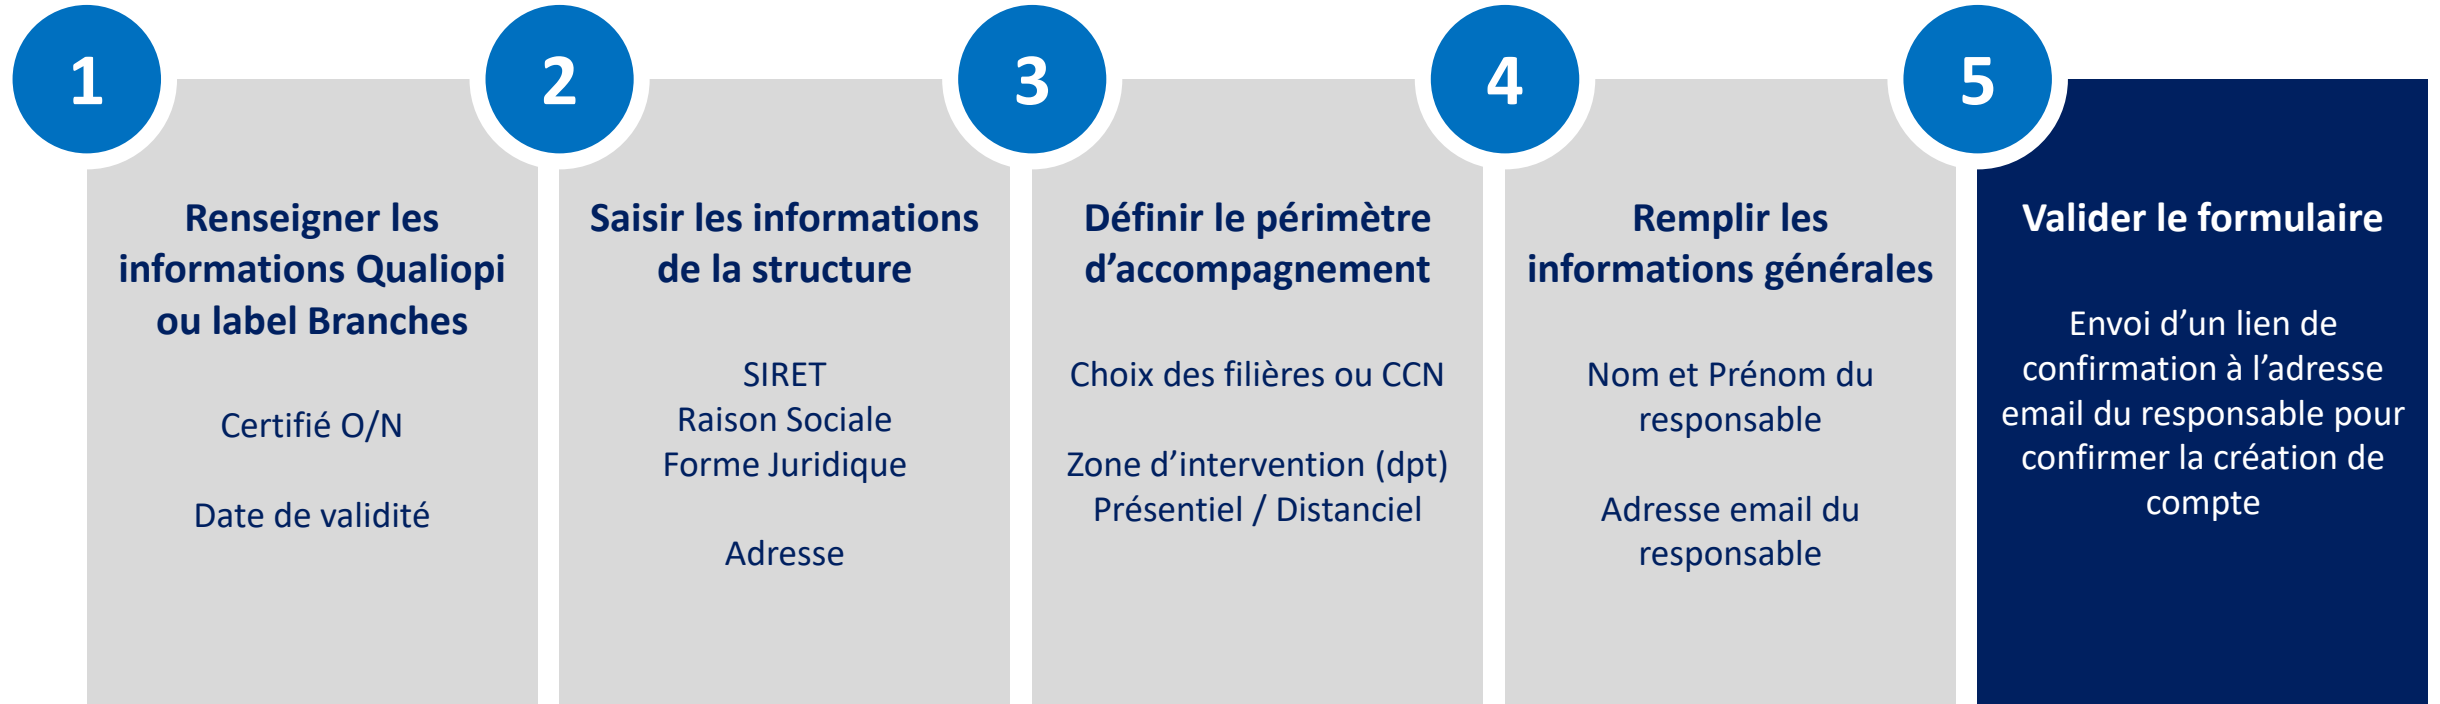 1
Renseigner les
informations Qualiopi
ou label Branches
Certifié O/N
Date de validité
2
Saisir les informations
de la structure
SIRET
Raison Sociale
Forme Juridique
Adresse
3
Définir le périmètre
d’accompagnement
Choix des filières ou CCN
Zone d’intervention (dpt)
Présentiel / Distanciel
4
Remplir les
informations générales
Nom et Prénom du
responsable
Adresse email du
responsable
5
Valider le formulaire
Envoi d’un lien de
confirmation à l’adresse
email du responsable pour
confirmer la création de
compte